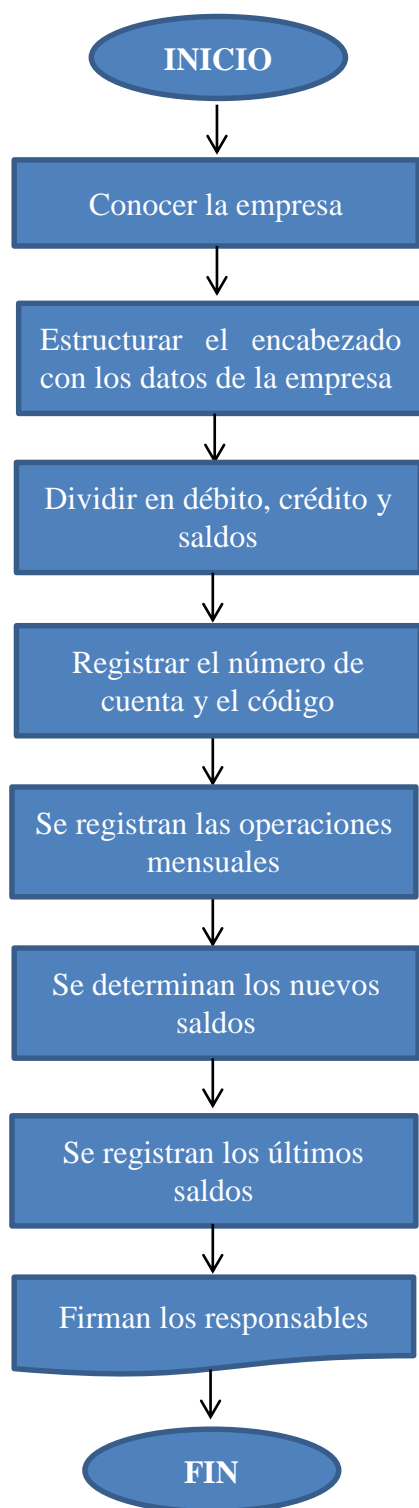 INICIO
Conocer la empresa
Estructurar el encabezado
con los datos de la empresa
Dividir en débito, crédito y
saldos
Registrar el número de
cuenta y el código
Se registran las operaciones
mensuales
Se determinan los nuevos
saldos
Se registran los últimos
saldos
Firman los responsables
FIN